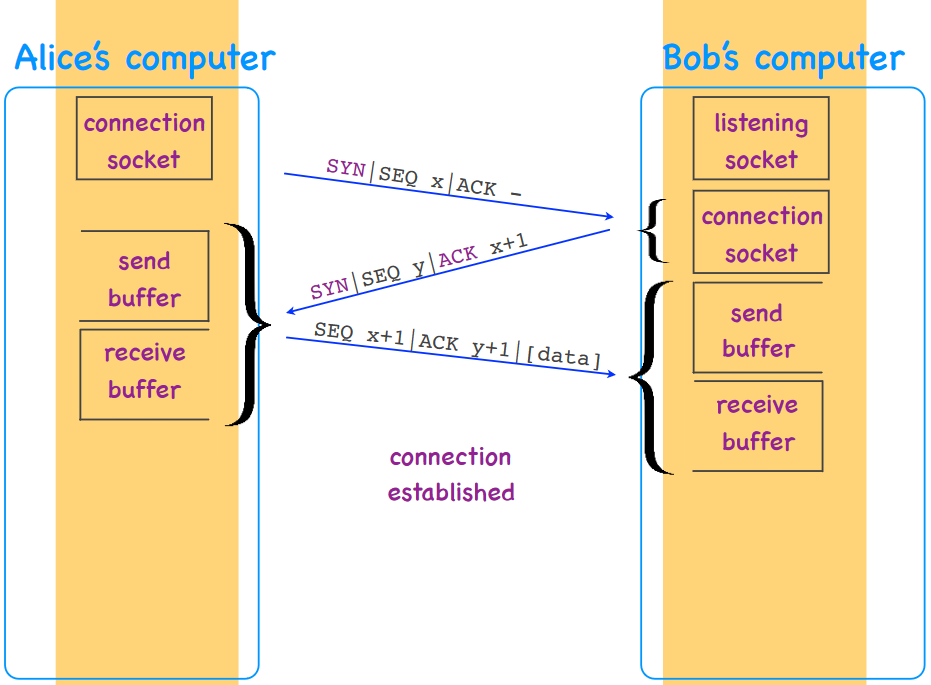 Alice's computer
Bob's computer
connection
socket
send
buffer
receive
buffer
SYN|SEQ x|ACK –
SYN|SEQ y|ACK x+1
SEQ x+1|ACK y+1|[data]
connection
established
listening
socket
connection
socket
send
buffer
receive
buffer